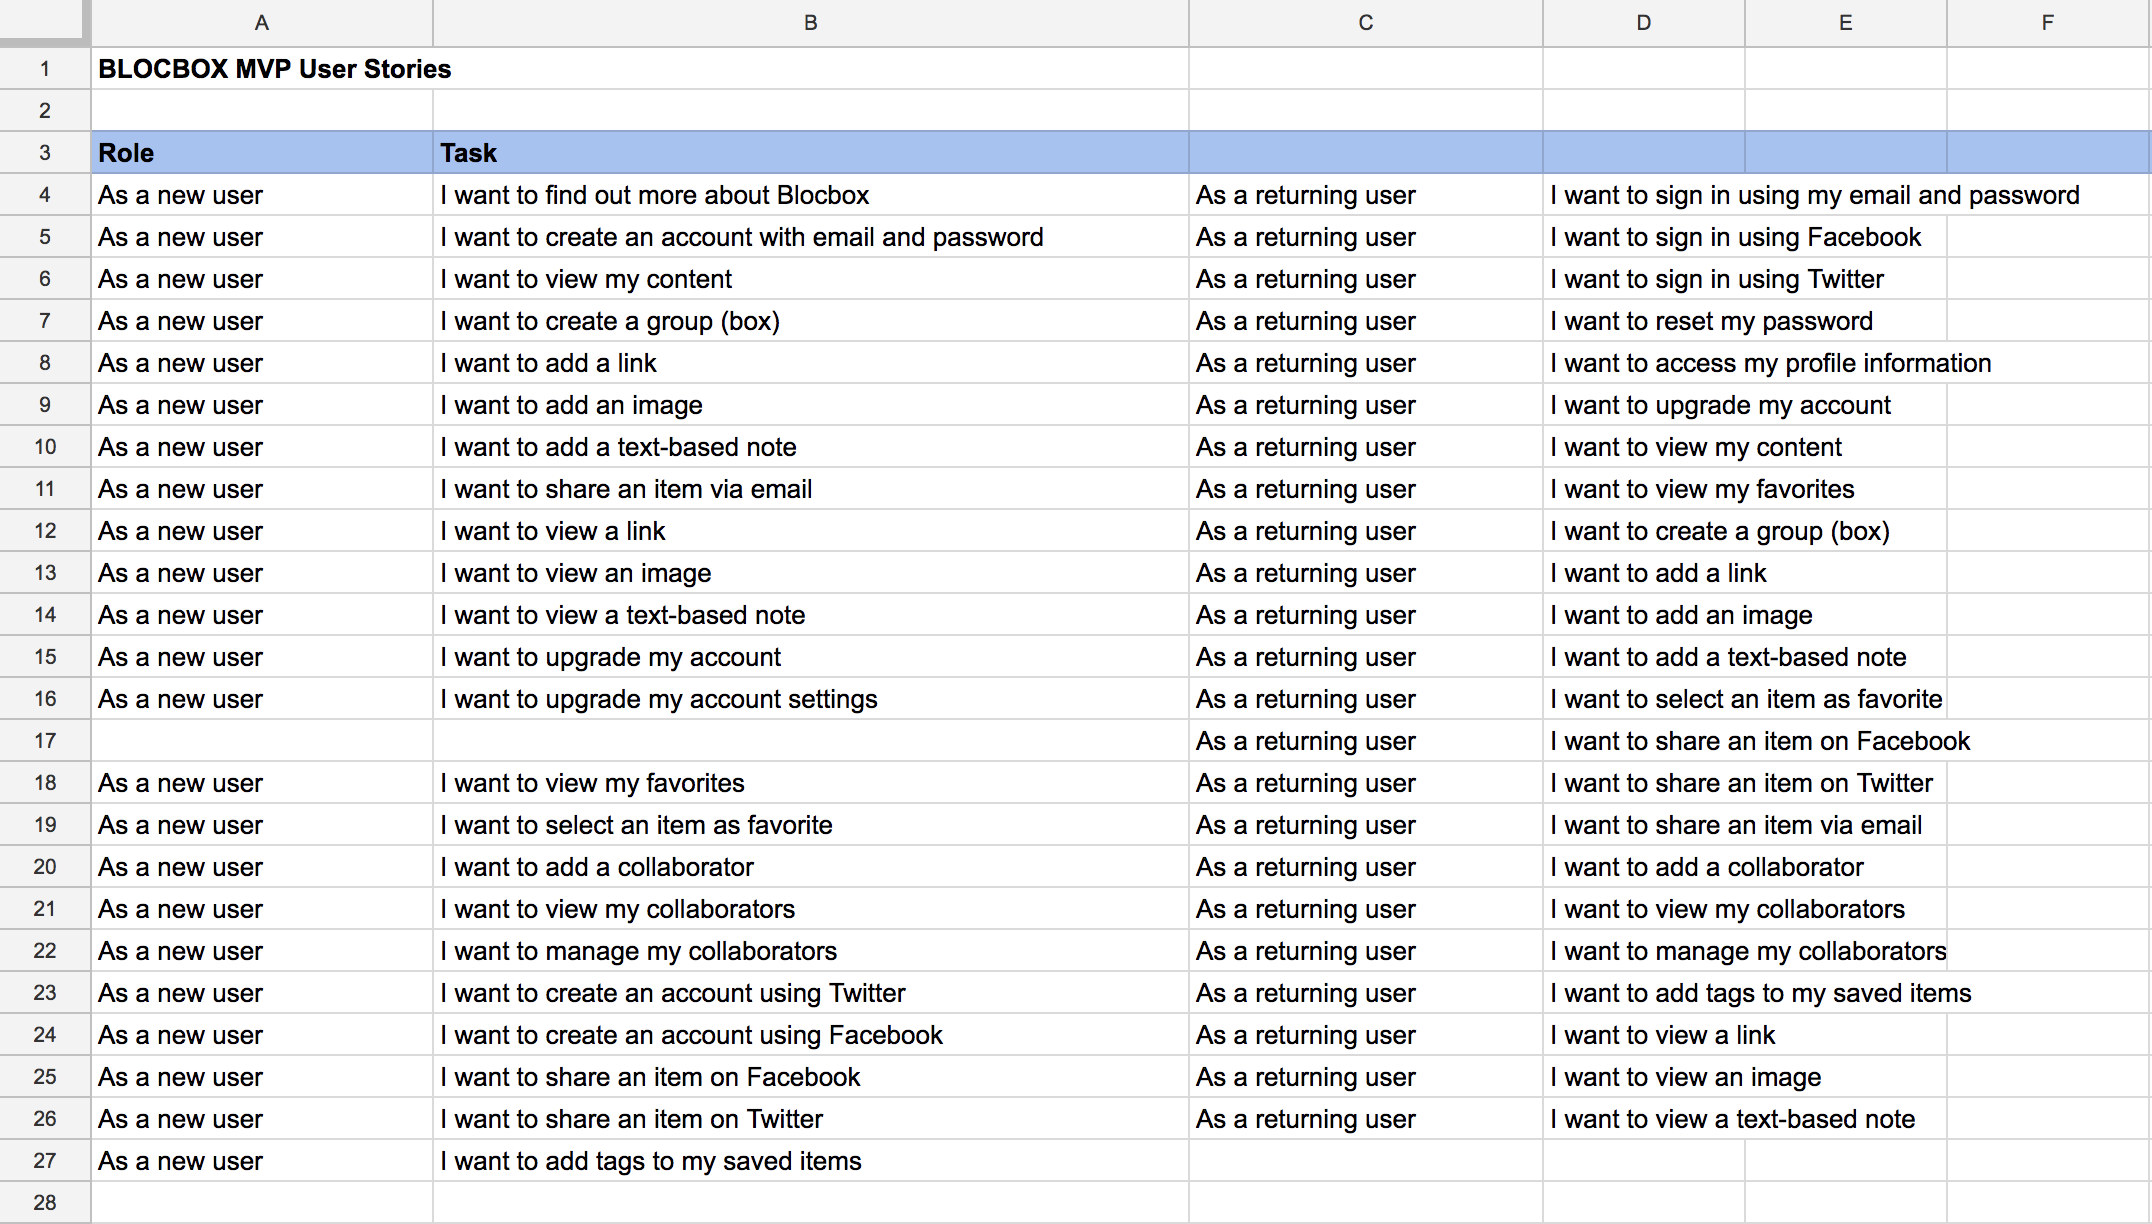 A B C D E F
1 BLOCBOX MVP User Stories
2
3 Role Task
4 As a new user I want to find out more about Blocbox As a returning user I want to sign in using my email and password
5 As a new user I want to create an account with email and password As a returning user I want to sign in using Facebook
6 As a new user I want to view my content As a returning user I want to sign in using Twitter
7 As a new user I want to create a group (box) As a returning user I want to reset my password
8 As a new user I want to add a link As a returning user I want to access my profile information
9 As a new user I want to add an image As a returning user I want to upgrade my account
10 As a new user I want to add a text-based note As a returning user I want to view my content
11 As a new user I want to share an item via email As a returning user I want to view my favorites
12 As a new user I want to view a link As a returning user I want to create a group (box)
13 As a new user I want to view an image As a returning user I want to add a link
14 As a new user I want to view a text-based note As a returning user I want to add an image
15 As a new user I want to upgrade my account As a returning user I want to add a text-based note
16 As a new user I want to upgrade my account settings As a returning user I want to select an item as favorite
17 As a returning user I want to share an item on Facebook
18 As a new user I want to view my favorites As a returning user I want to share an item on Twitter
19 As a new user I want to select an item as favorite As a returning user I want to share an item via email
20 As a new user I want to add a collaborator As a returning user I want to add a collaborator
21 As a new user I want to view my collaborators As a returning user I want to view my collaborators
22 As a new user I want to manage my collaborators As a returning user I want to manage my collaborators
23 As a new user I want to create an account using Twitter As a returning user I want to add tags to my saved items
24 As a new user I want to create an account using Facebook As a returning user I want to view a link
25 As a new user I want to share an item on Facebook As a returning user I want to view an image
26 As a new user I want to share an item on Twitter As a returning user I want to view a text-based note
27 As a new user I want to add tags to my saved items
28